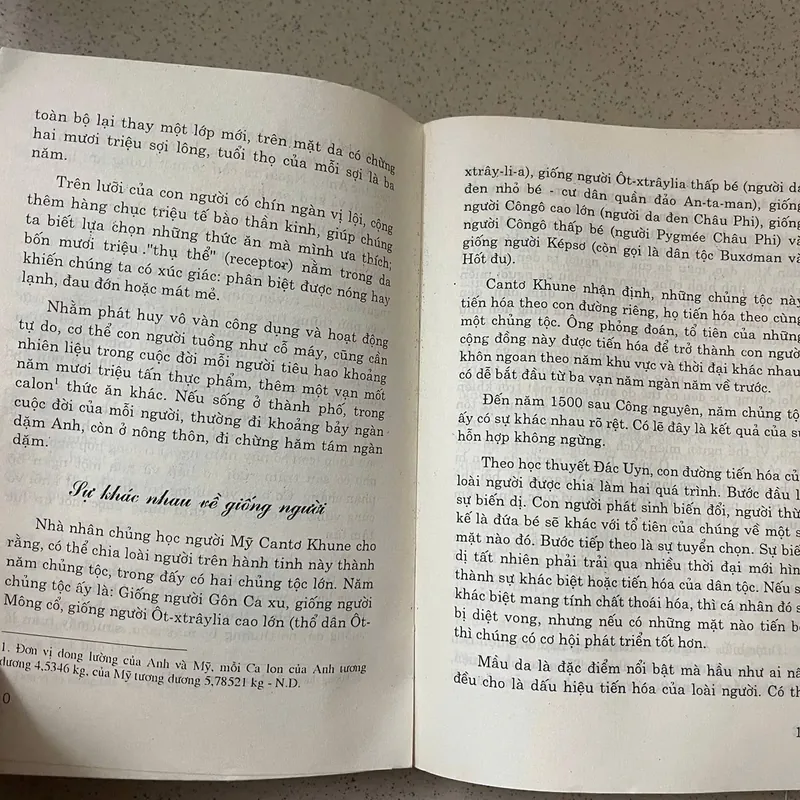 toàn bộ lại thay một lớp mới, trên mặt da có chừng
hai mươi triệu sợi lông, tuổi thọ của mỗi sợi là ba
năm.
Trên lưỡi của con người có chín ngàn vị lội, cộng
thêm hàng chục triệu tế bào thần kinh, giúp chúng
ta biết lựa chọn những thức ăn mà mình ưa thích;
bốn mươi triệu ."thụ thể" (receptor) nằm trong da
khiến chúng ta có xúc giác: phân biệt được nóng hay
lạnh, đau đớn hoặc mát mẻ.
Nhằm phát huy vô vàn công dụng và hoạt động
tự do, cơ thể con người tuồng như cỗ máy, cũng cần
nhiên liệu trong cuộc đời mỗi người tiêu hao khoảng
năm mươi triệu tấn thực phẩm, thêm một vạn mốt
calon¹ thức ăn khác. Nếu sống ở thành phố, trong
cuộc đời của mỗi người, thường đi khoảng bảy ngàn
dặm Anh, còn ở nông thôn, đi chừng hăm tám ngàn
dặm.
Sự khác nhau về giống người
Nhà nhân chủng học người Mỹ Cantơ Khune cho
rằng, có thể chia loài người trên hành tinh này thành
năm chủng tộc, trong đấy có hai chủng tộc lớn. Năm
chủng tộc ấy là: Giống người Gôn Ca xu, giống người
Mông cổ, giống người Ôt-xtrâylia cao lớn (thổ dân Ôt-
1. Đơn vị dong lường của Anh và Mỹ, mỗi Ca lon của Anh tương
dương 4,5346 kg, của Mỹ tương dương 5,78521 kg - N.D.
0
xtrây-li-a), giống người Ôt-xtrâylia thấp bé (người da
đen nhỏ bé - cư dân quần đảo An-ta-man), giống
người Côngô cao lớn (người da đen Châu Phi), giống
người Côngô thấp bé (người Pygmée Châu Phi) và
giống người Képsơ (còn gọi là dân tộc Buxơman và
Hốt đu).
Cantơ Khune nhận định, những chủng tộc này
tiến hóa theo con đường riêng, họ tiến hóa theo cùng
một chủng tộc. Ông phỏng đoán, tổ tiên của những
cộng đồng này được tiến hóa để trở thành con người
khôn ngoan theo năm khu vực và thời đại khác nhau,
có dễ bắt đầu từ ba vạn năm ngàn năm về trước.
Đến năm 1500 sau Công nguyên, năm chủng tộ
ấy có sự khác nhau rõ rệt. Có lẽ đây là kết quả của sự
hỗn hợp không ngừng.
Theo học thuyết Đác Uyn, con đường tiến hóa củ
loài người được chia làm hai quá trình. Bước đầu l
sự biến dị. Con người phát sinh biến đổi, người thừ
kế là đứa bé sẽ khác với tổ tiên của chúng về một s
mặt nào đó. Bước tiếp theo là sự tuyển chọn. Sự biế
dị tất nhiên phải trải qua nhiều thời đại mới hìn
thành sự khác biệt hoặc tiến hóa của dân tộc. Nếu s
khác biệt mang tính chất thoái hóa, thì cá nhân đó s
bị diệt vong, nhưng nếu có những mặt nào tiến b
thì chúng có cơ hội phát triển tốt hơn.
Mầu da là đặc điểm nổi bật mà hầu như ai nấ
đều cho là dấu hiệu tiến hóa của loài người. Có th
1